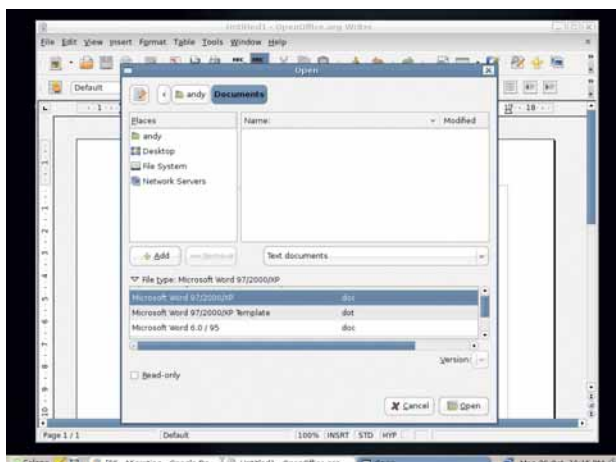 Untitled1 - OpenOffice.org Writer
File Edit View Insert Format Table Tools Window Help
Open
Default
andy Documents
Places
Name:
Modified
andy
Desktop
File System
Network Servers
Add
Remove
Text documents
File type: Microsoft Word 97/2000/XP
Microsoft Word 97/2000/XP doc
Microsoft Word 97/2000/XP Template dot
Microsoft Word 6.0 / 95 doc
Version:
Read-only
Cancel
Open
Page 1 / 1 Default 100% INSRT STD HYP